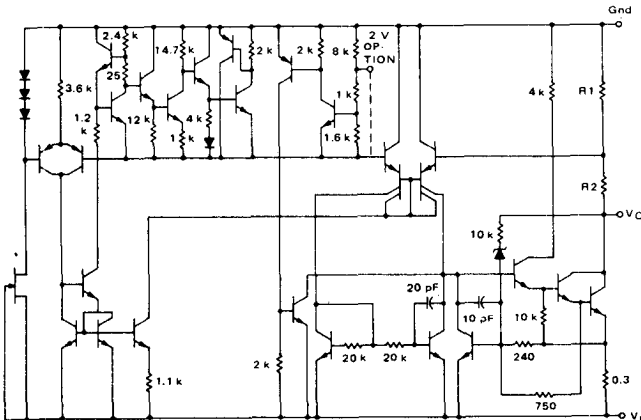 Gnd
2.4 k
14.7 k
2 k
2 k
8 k
2 V
OP-
TION
25
3.6 k
4 k
R1
1 k
1.2
k
12 k
4 k
1 k
1.6 k
R2
10 k
20 pF
10 pF
10 k
20 k
20 k
240
2 k
1.1 k
0.3
750